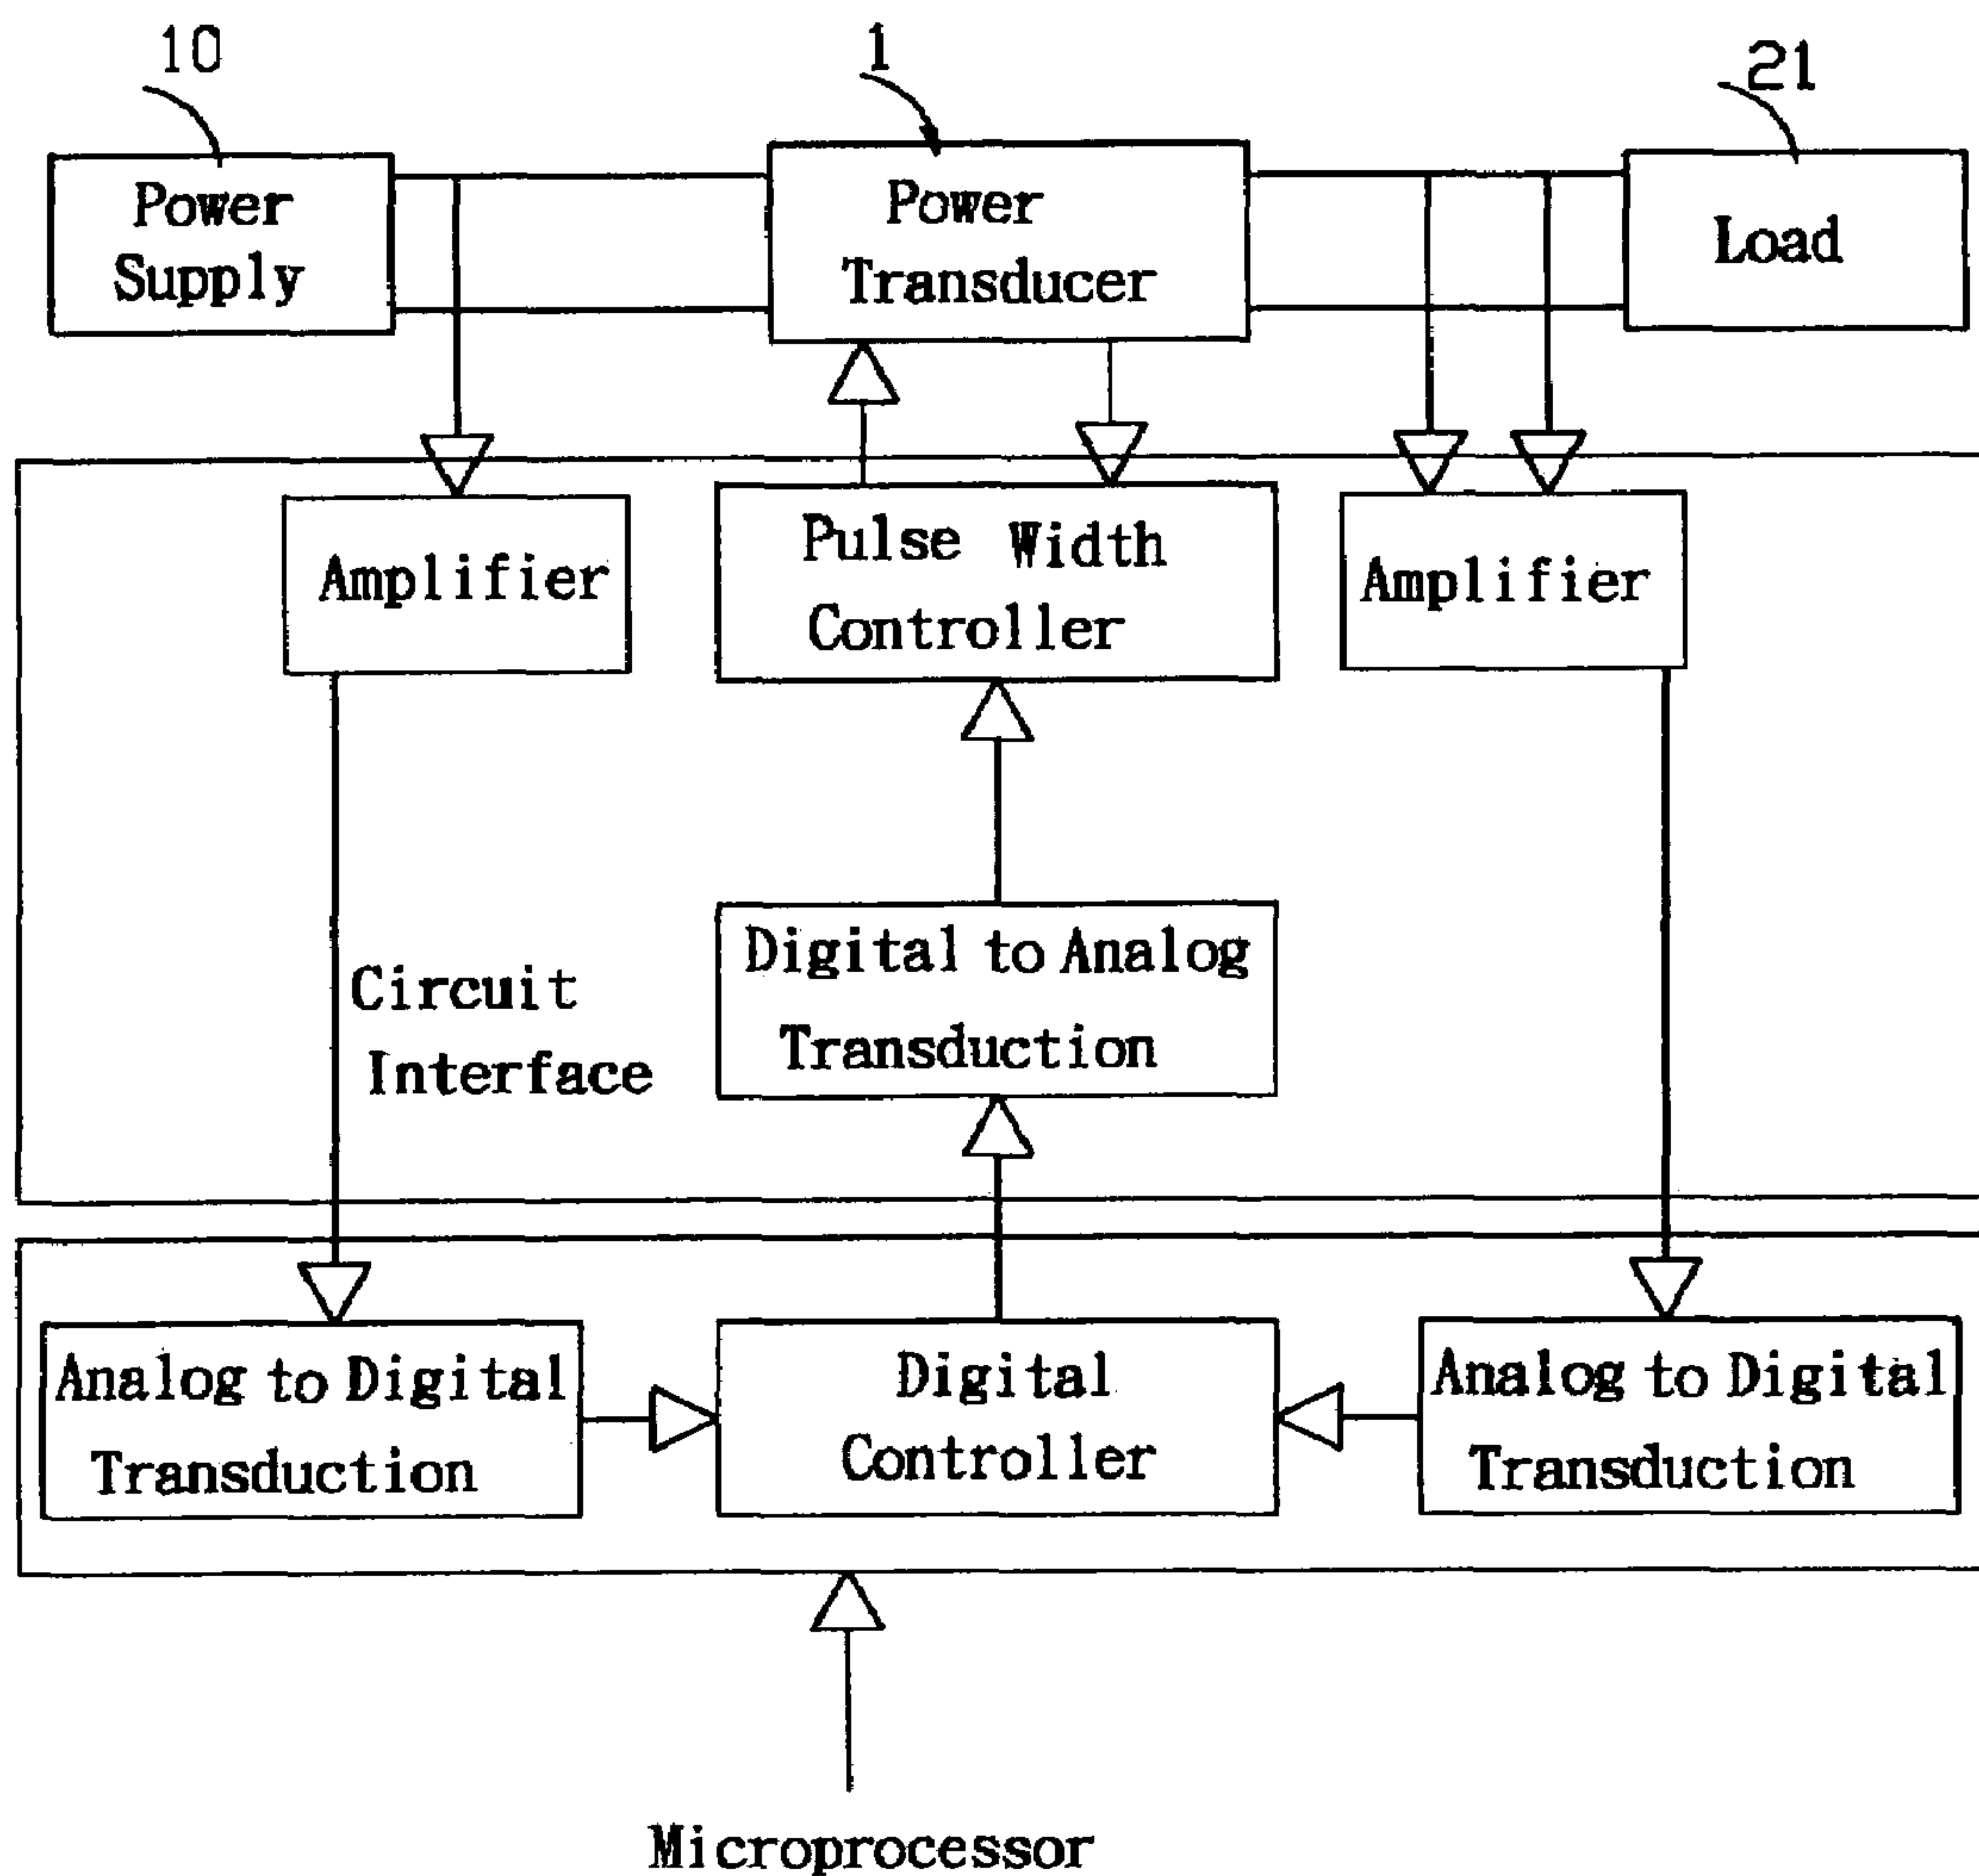 10
1
21
Power
Supply
Power
Transducer
Load
Amplifier
Pulse Width
Controller
Amplifier
Circuit
Interface
Digital to Analog
Transduction
Analog to Digital
Transduction
Digital
Controller
Analog to Digital
Transduction
Microprocessor